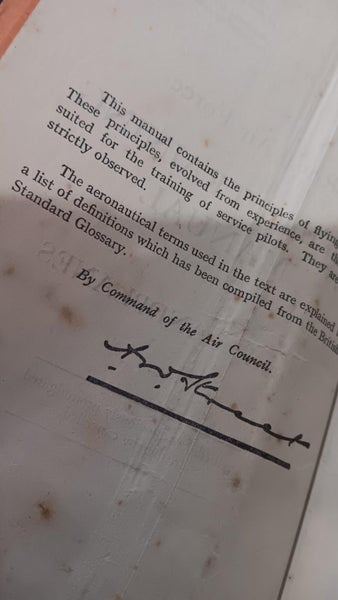 This manual contains the principles of flying
These principles, evolved from experience, are
suited for the training of service pilots. They are
strictly observed.
The aeronautical terms used in the text are explained
a list of definitions which has been compiled from the British
Standard Glossary.
By Command of the Air Council.